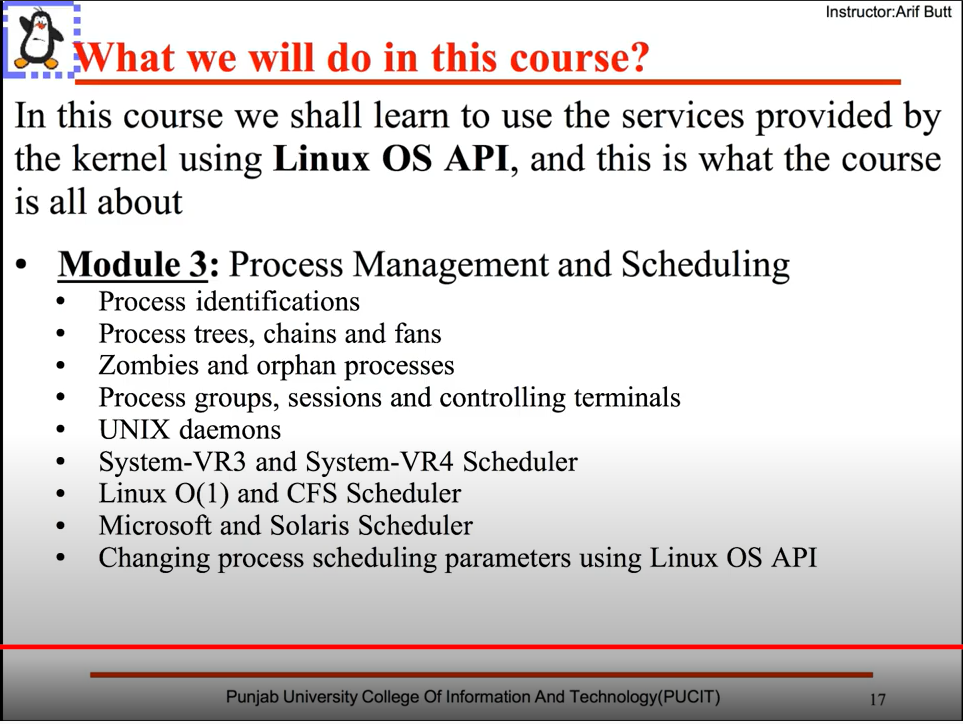 Instructor:Arif Butt
What we will do in this course?
In this course we shall learn to use the services provided by
the kernel using Linux OS API, and this is what the course
is all about
• Module 3: Process Management and Scheduling
• Process identifications
• Process trees, chains and fans
• Zombies and orphan processes
• Process groups, sessions and controlling terminals
• UNIX daemons
• System-VR3 and System-VR4 Scheduler
• Linux O(1) and CFS Scheduler
• Microsoft and Solaris Scheduler
• Changing process scheduling parameters using Linux OS API
Punjab University College Of Information And Technology(PUCIT)
17